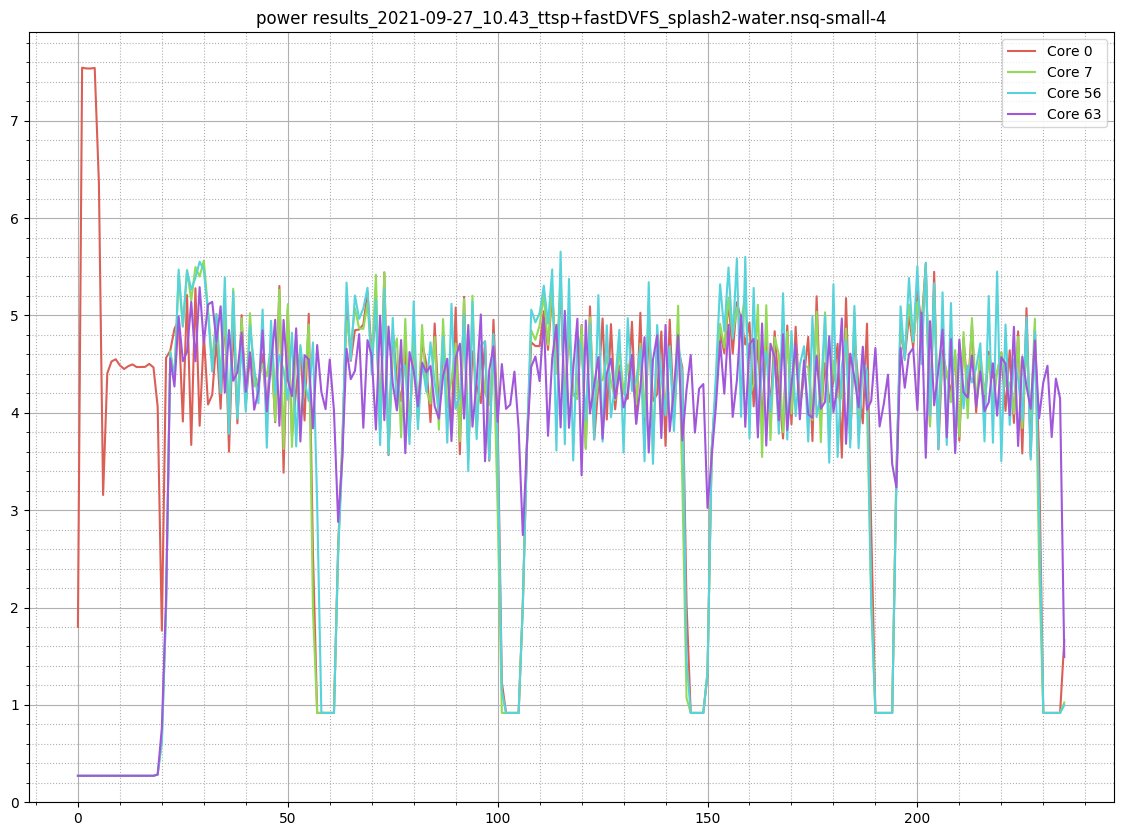 power results_2021-09-27_10.43_ttsp+fastDVFS_splash2-water.nsq-small-4
Core 0
Core 7
Core 56
Core 63
7
6
5
4
3
2
1
0
0 50 100 150 200